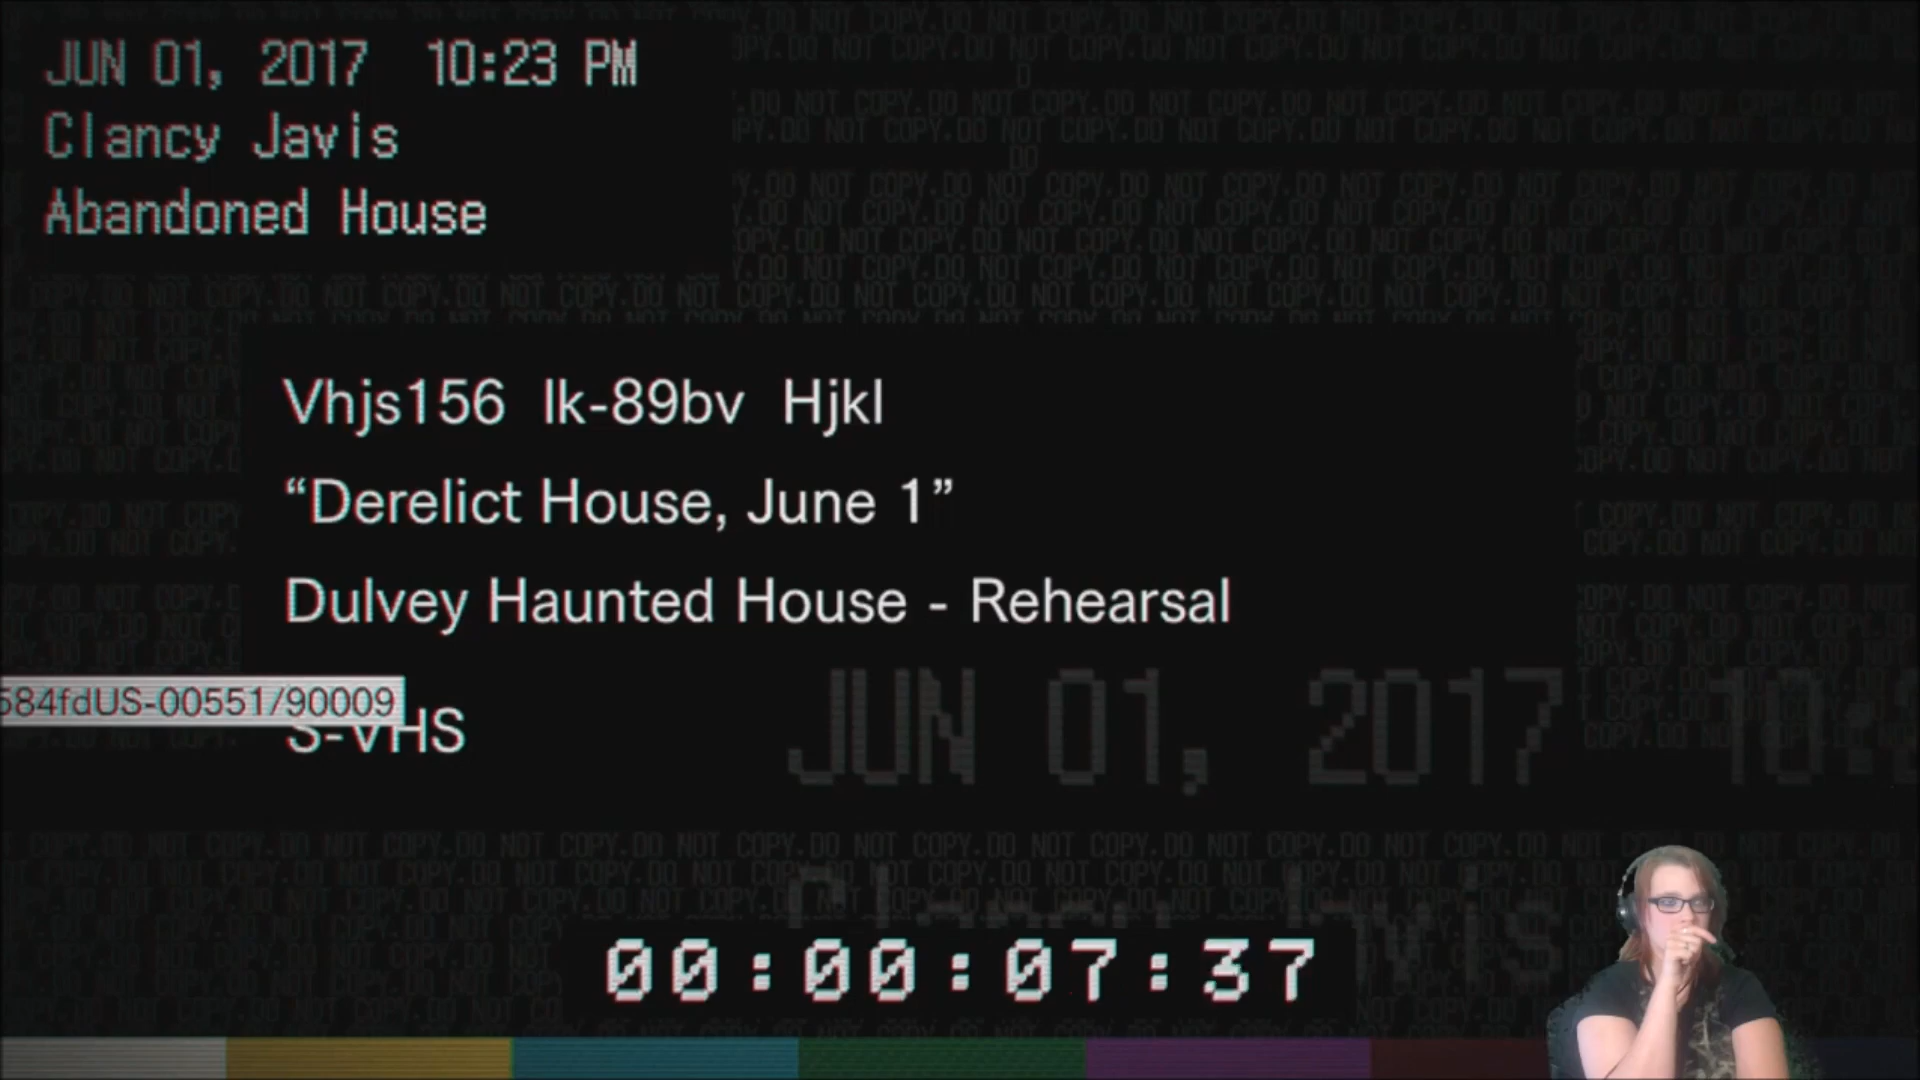 JUN 01, 2017 10:23 PM
Clancy Javis
Abandoned House
Vhjs156 lk-89bv Hjkl
“Derelict House, June 1”
Dulvey Haunted House - Rehearsal
584fdUS-00551/90009
S-VHS
JUN 01, 2017
00:00:07:37